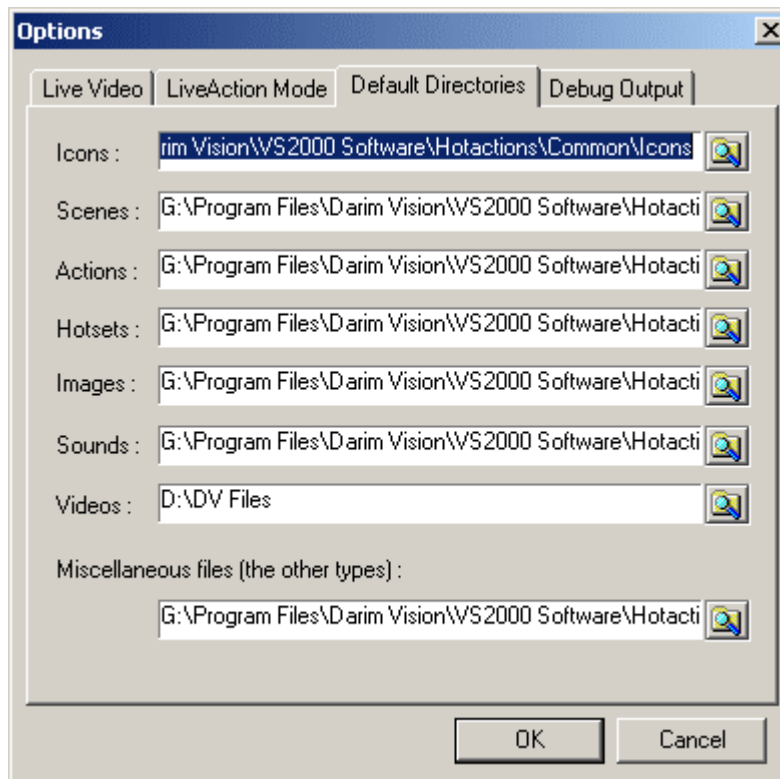 Options
Live Video LiveAction Mode Default Directories Debug Output
Icons : rim Vision\VS2000 Software\Hotactions\Common\Icons
Scenes : G:\Program Files\Darim Vision\VS2000 Software\Hotacti
Actions : G:\Program Files\Darim Vision\VS2000 Software\Hotacti
Hotsets : G:\Program Files\Darim Vision\VS2000 Software\Hotacti
Images : G:\Program Files\Darim Vision\VS2000 Software\Hotacti
Sounds : G:\Program Files\Darim Vision\VS2000 Software\Hotacti
Videos : D:\DV Files
Miscellaneous files (the other types) :
G:\Program Files\Darim Vision\VS2000 Software\Hotacti
OK Cancel